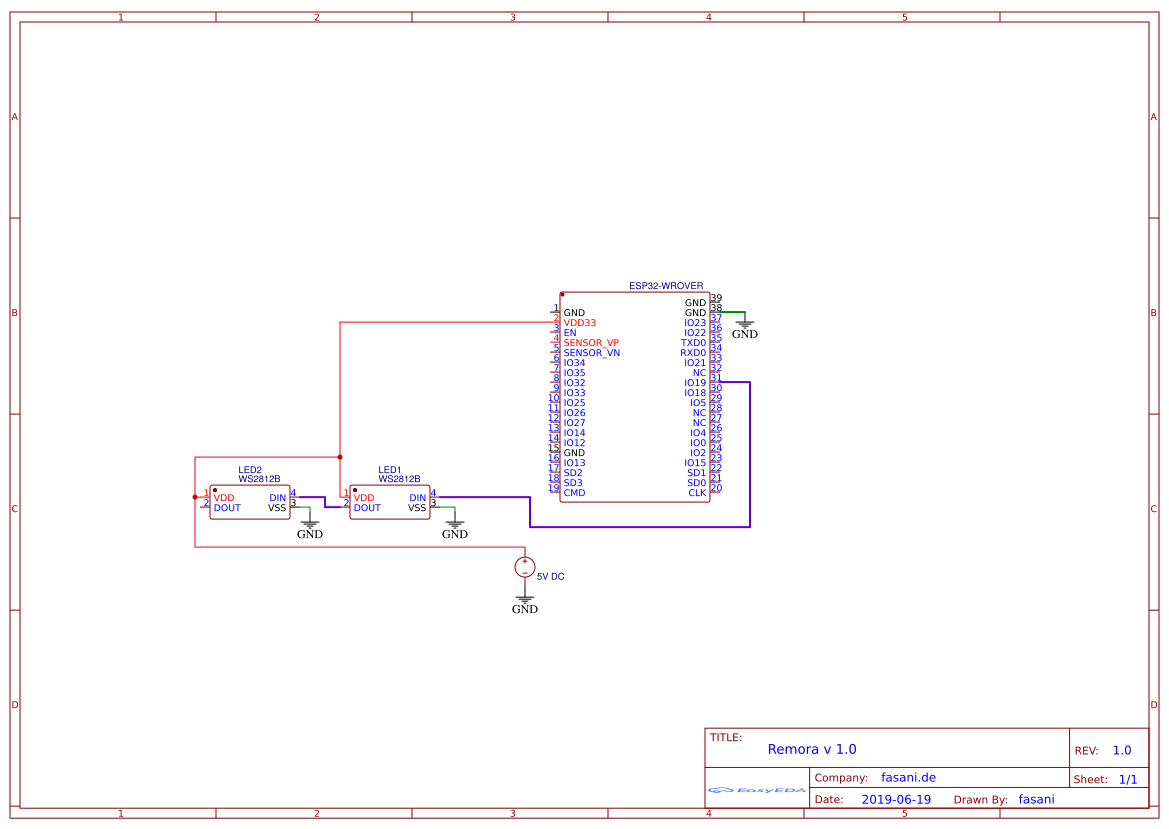 1 2 3 4 5
A A
B B
C C
D D
ESP32-WROVER
1 GND
2 VDD33
3 EN
4 SENSOR_VP
5 SENSOR_VN
6 IO34
7 IO35
8 IO32
9 IO33
10 IO25
11 IO26
12 IO27
13 IO14
14 IO12
15 GND
16 IO13
17 SD2
18 SD3
19 CMD
GND 39
GND 38
IO23 37
IO22 36
TXD0 35
RXD0 34
IO21 33
NC 32
IO19 31
IO18 30
IO5 29
NC 28
NC 27
IO4 26
IO0 25
IO2 24
IO15 23
SD1 22
SD0 21
CLK 20
GND
LED2
WS2812B
1 VDD DIN 4
2 DOUT VSS 3
GND
LED1
WS2812B
1 VDD DIN 4
2 DOUT VSS 3
GND
+
−
5V DC
GND
TITLE:
Remora v 1.0
REV: 1.0
EasyEDA
Company: fasani.de
Sheet: 1/1
Date: 2019-06-19 Drawn By: fasani
1 2 3 4 5